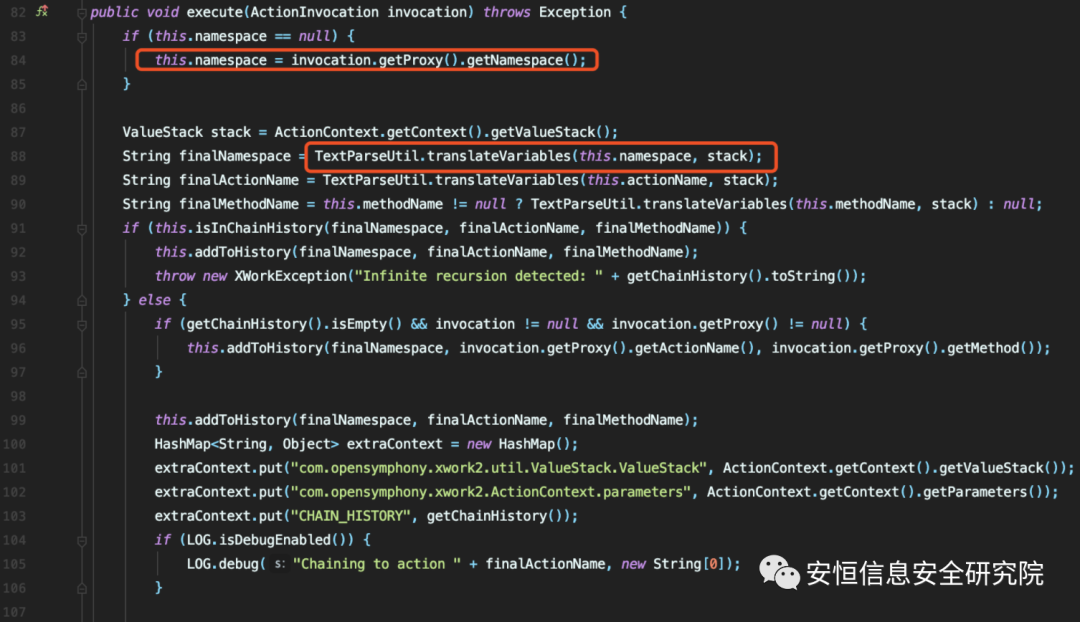 82 public void execute(ActionInvocation invocation) throws Exception {
83 if (this.namespace == null) {
84 this.namespace = invocation.getProxy().getNamespace();
85 }
86
87 ValueStack stack = ActionContext.getContext().getValueStack();
88 String finalNamespace = TextParseUtil.translateVariables(this.namespace, stack);
89 String finalActionName = TextParseUtil.translateVariables(this.actionName, stack);
90 String finalMethodName = this.methodName != null ? TextParseUtil.translateVariables(this.methodName, stack) : null;
91 if (this.isInChainHistory(finalNamespace, finalActionName, finalMethodName)) {
92 this.addToHistory(finalNamespace, finalActionName, finalMethodName);
93 throw new XWorkException("Infinite recursion detected: " + getChainHistory().toString());
94 } else {
95 if (getChainHistory().isEmpty() && invocation != null && invocation.getProxy() != null) {
96 this.addToHistory(finalNamespace, invocation.getProxy().getActionName(), invocation.getProxy().getMethod());
97 }
98
99 this.addToHistory(finalNamespace, finalActionName, finalMethodName);
100 HashMap<String, Object> extraContext = new HashMap();
101 extraContext.put("com.opensymphony.xwork2.util.ValueStack.ValueStack", ActionContext.getContext().getValueStack());
102 extraContext.put("com.opensymphony.xwork2.ActionContext.parameters", ActionContext.getContext().getParameters());
103 extraContext.put("CHAIN_HISTORY", getChainHistory());
104 if (LOG.isDebugEnabled()) {
105 LOG.debug( s: "Chaining to action " + finalActionName, new String[0]);
106 }
107
安恒信息安全研究院